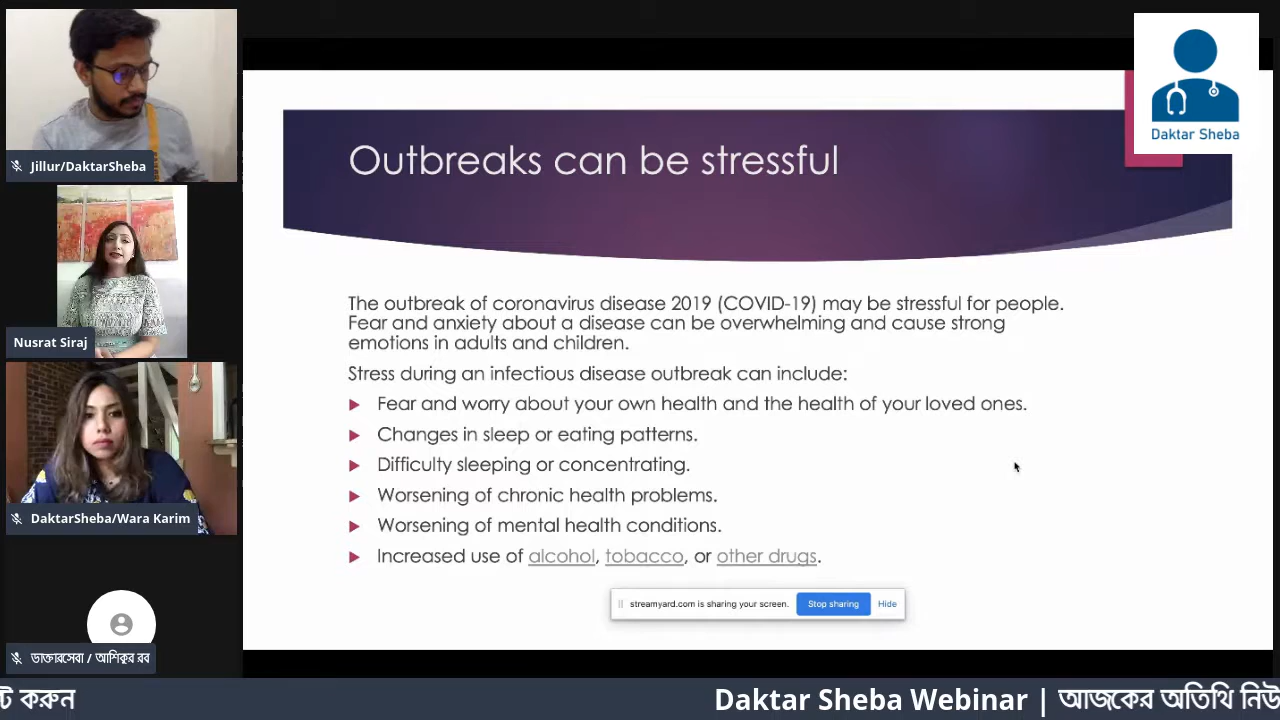 Jillur/DaktarSheba
Nusrat Siraj
DaktarSheba/Wara Karim
ডাক্তারসেবা / আশিকুর রব
Daktar Sheba
Outbreaks can be stressful
The outbreak of coronavirus disease 2019 (COVID-19) may be stressful for people.
Fear and anxiety about a disease can be overwhelming and cause strong
emotions in adults and children.
Stress during an infectious disease outbreak can include:
Fear and worry about your own health and the health of your loved ones.
Changes in sleep or eating patterns.
Difficulty sleeping or concentrating.
Worsening of chronic health problems.
Worsening of mental health conditions.
Increased use of alcohol, tobacco, or other drugs.
streamyard.com is sharing your screen. Stop sharing Hide
ট করুন Daktar Sheba Webinar | আজকের অতিথি নিউ